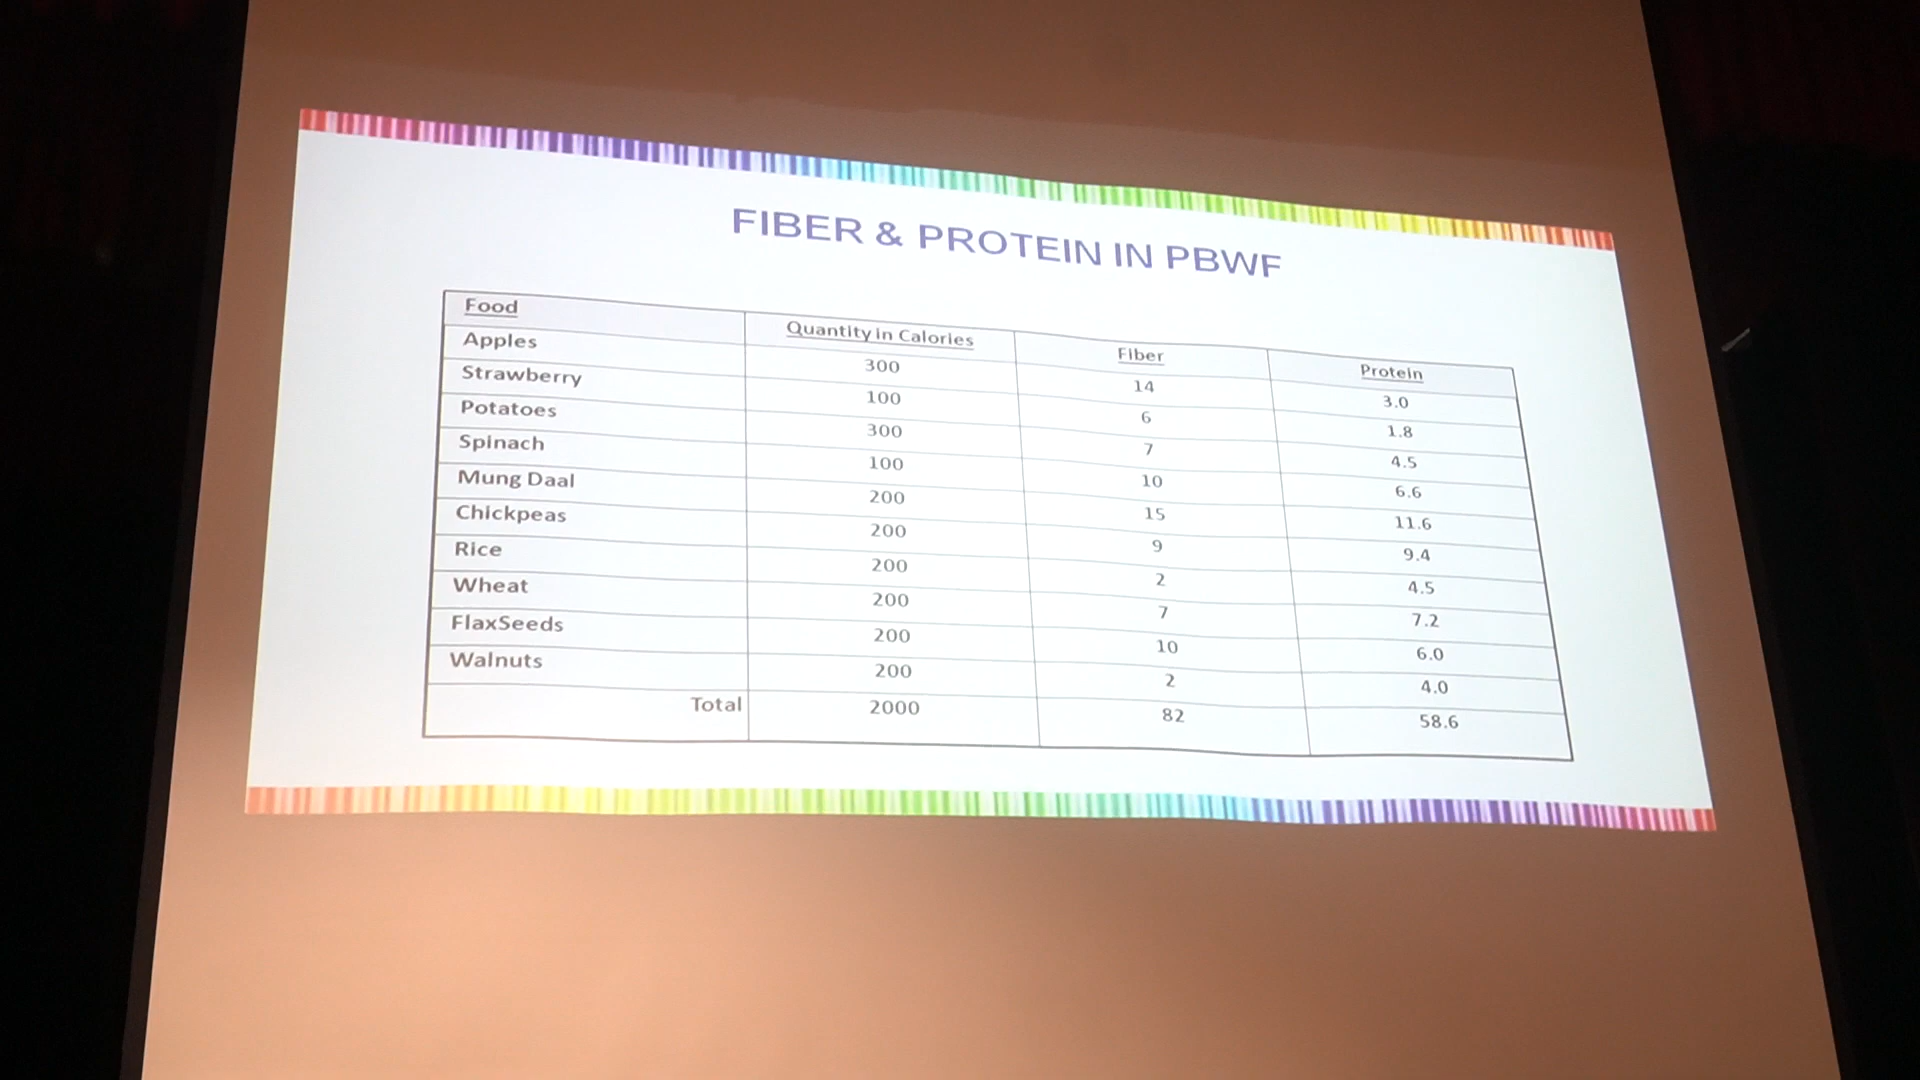 FIBER & PROTEIN IN PBWF
Food Quantity in Calories Fiber Protein
Apples 300 14 3.0
Strawberry 100 6 1.8
Potatoes 300 7 4.5
Spinach 100 10 6.6
Mung Daal 200 15 11.6
Chickpeas 200 9 9.4
Rice 200 2 4.5
Wheat 200 7 7.2
FlaxSeeds 200 10 6.0
Walnuts 200 2 4.0
Total 2000 82 58.6